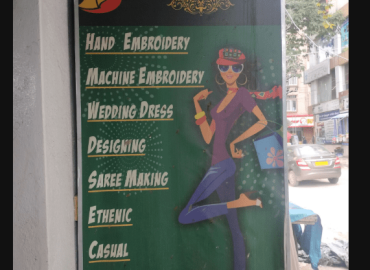 Hand Embroidery
Machine Embroidery
Wedding Dress
Designing
Saree Making
Ethenic
Casual